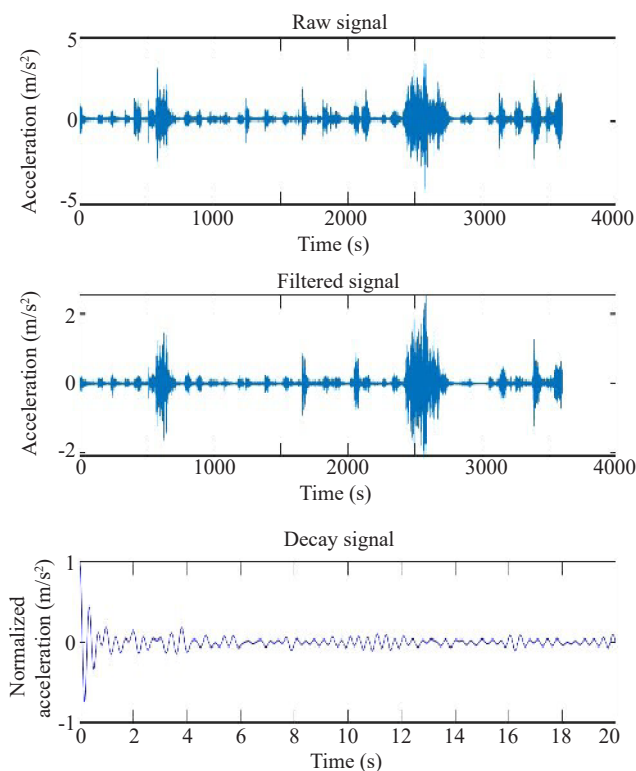 Raw signal
5
0
-5
Acceleration (m/s²)
0 1000 2000 3000 4000
Time (s)
Filtered signal
2
0
-2
Acceleration (m/s²)
0 1000 2000 3000 4000
Time (s)
Decay signal
1
0
-1
Normalized
acceleration (m/s²)
0 2 4 6 8 10 12 14 16 18 20
Time (s)